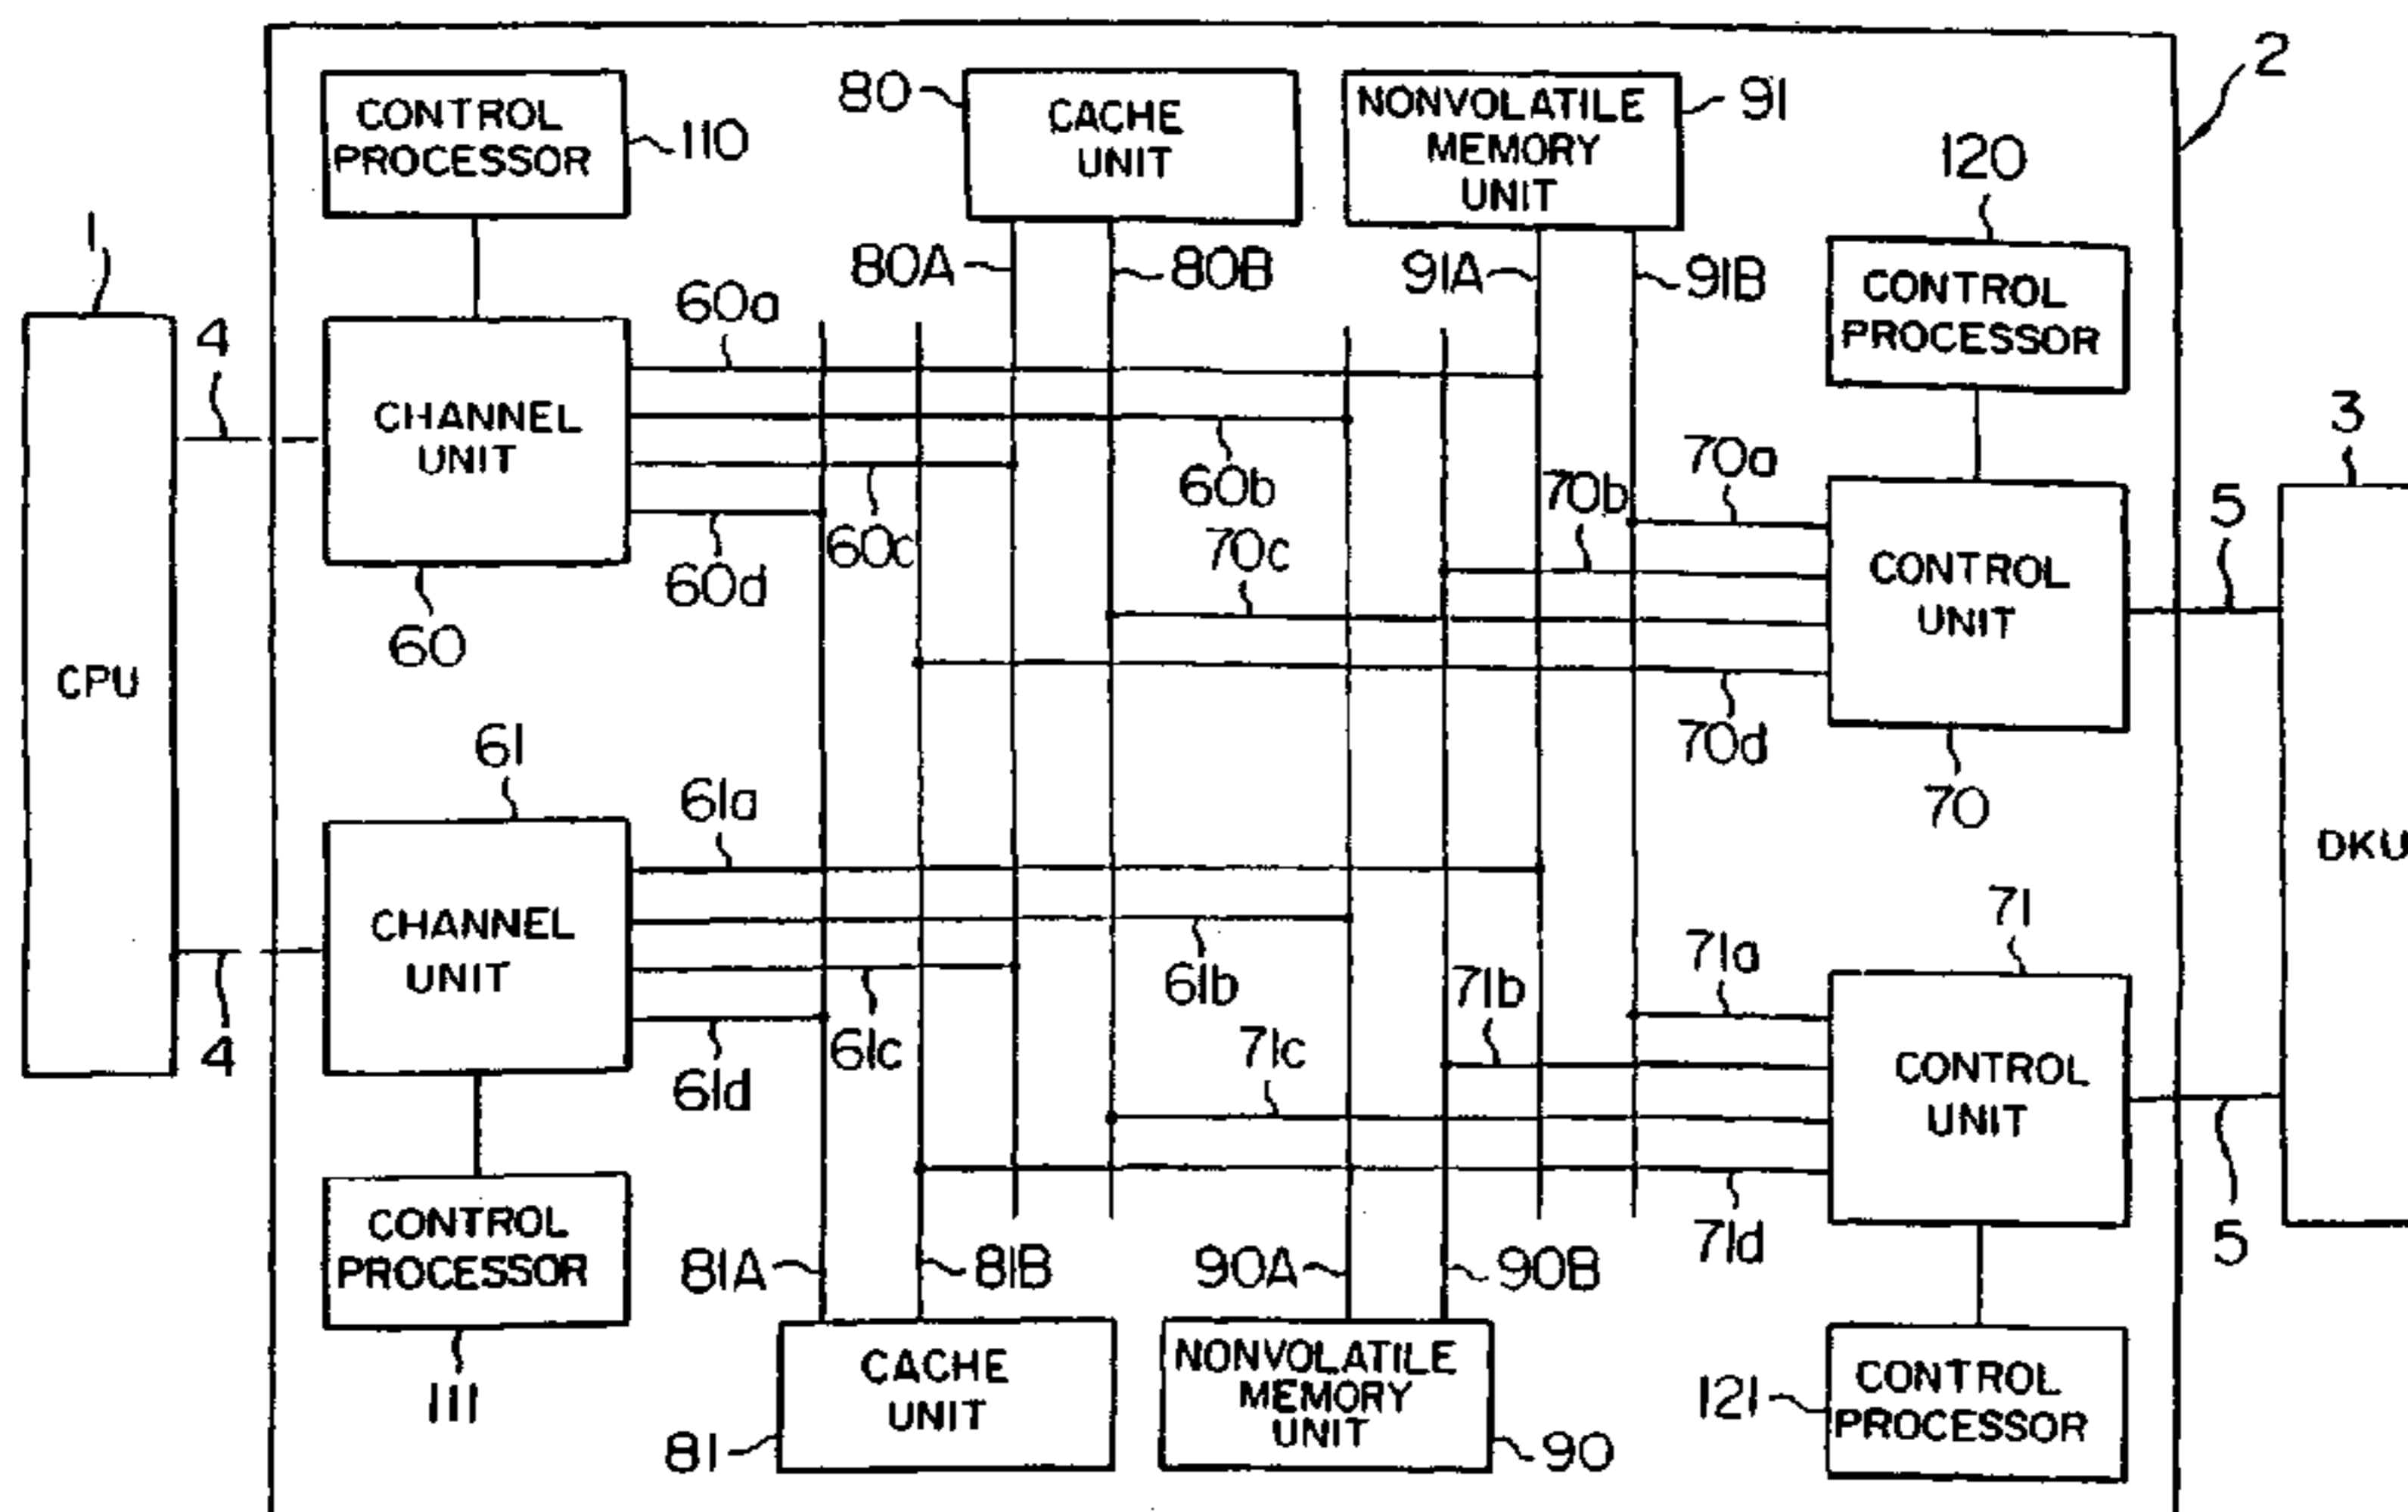 2
CONTROL
PROCESSOR
110
80
CACHE
UNIT
NONVOLATILE
MEMORY
UNIT
91
120
1
80A
80B
91A
91B
CONTROL
PROCESSOR
4
60a
3
CHANNEL
UNIT
60b
70b
70a
5
60c
70c
60d
CONTROL
UNIT
60
CPU
70d
61
61a
70
DKU
CHANNEL
UNIT
71
61b
71b
71a
4
61c
71c
61d
CONTROL
UNIT
CONTROL
PROCESSOR
81A
81B
90A
90B
71d
5
111
CACHE
UNIT
81
NONVOLATILE
MEMORY
UNIT
90
121
CONTROL
PROCESSOR